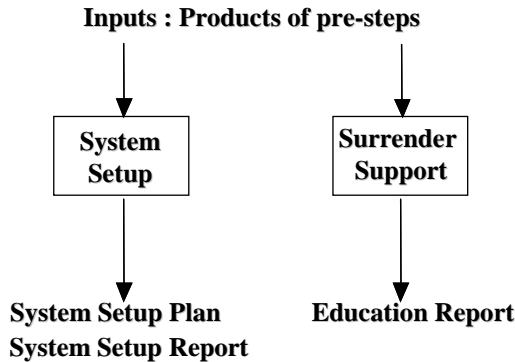 Inputs : Products of pre-steps
System
Setup
Surrender
Support
System Setup Plan
System Setup Report
Education Report